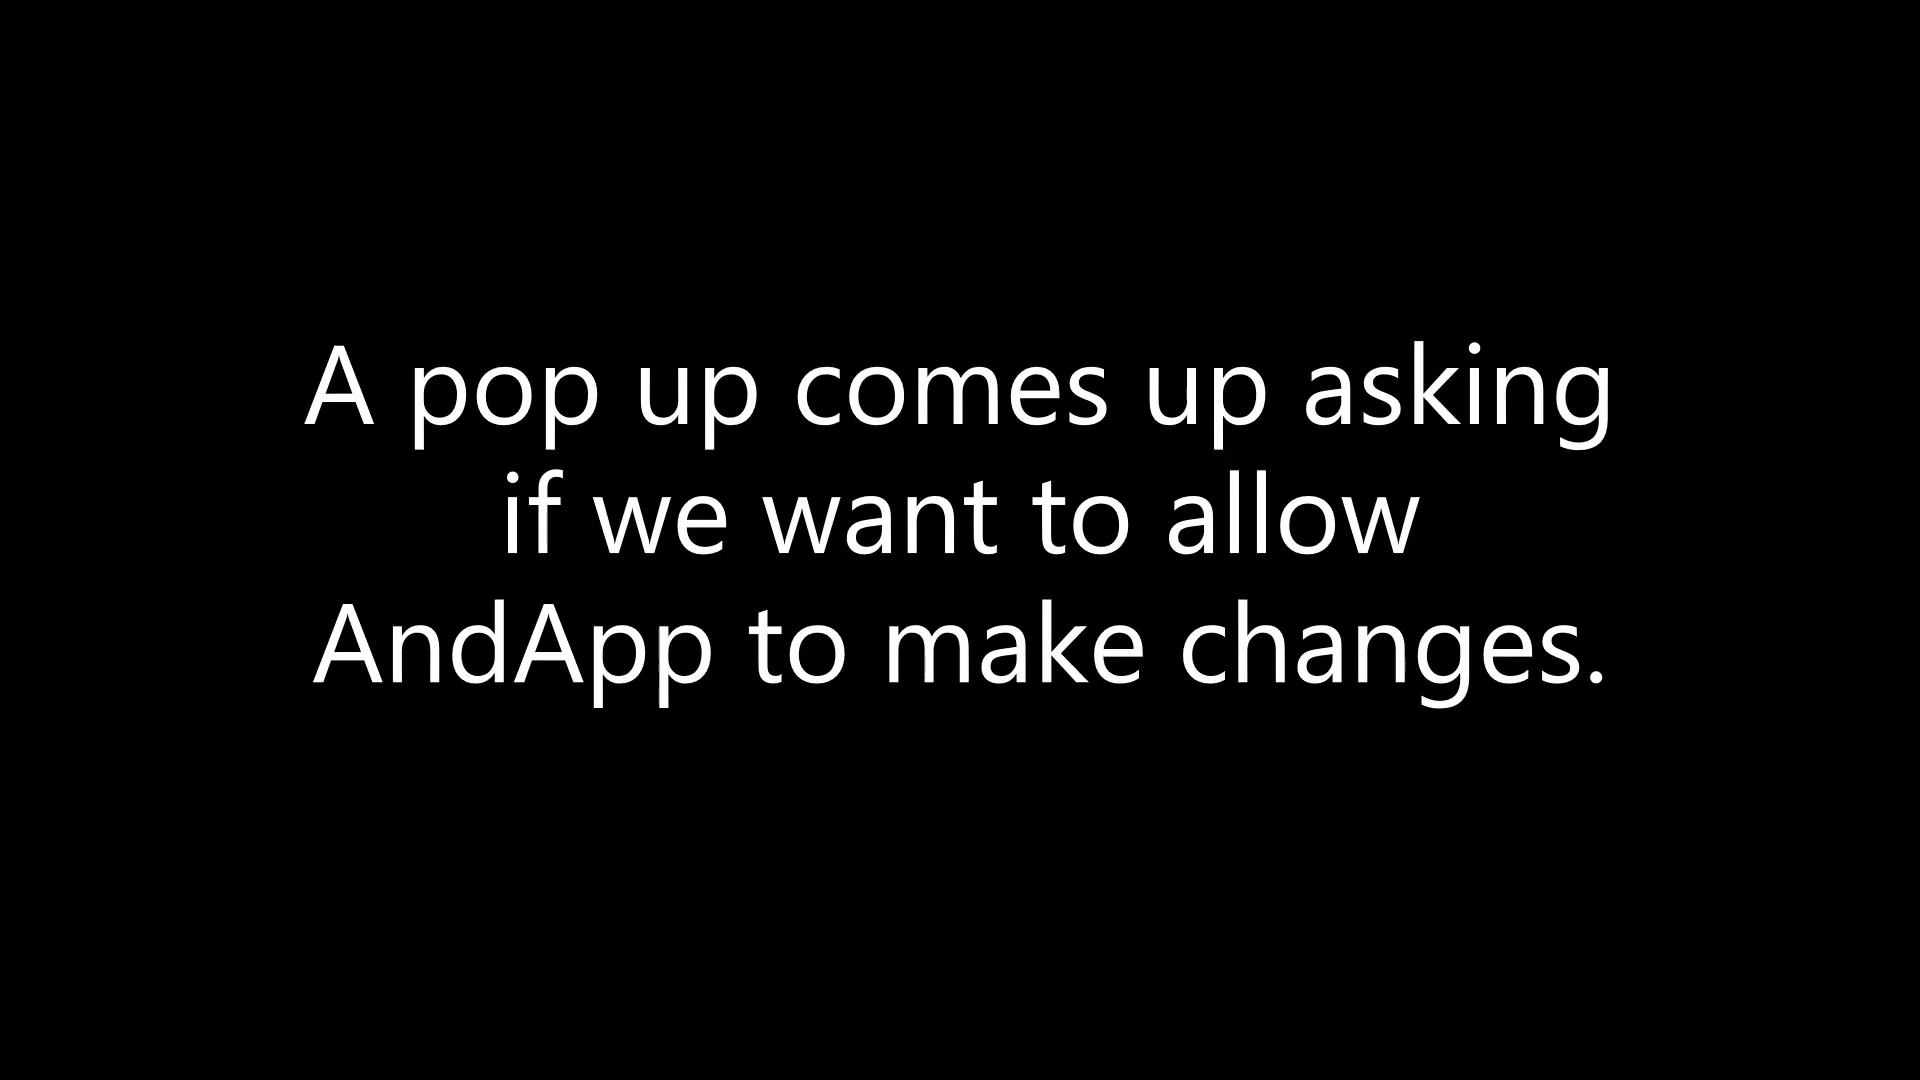 A pop up comes up asking
if we want to allow
AndApp to make changes.